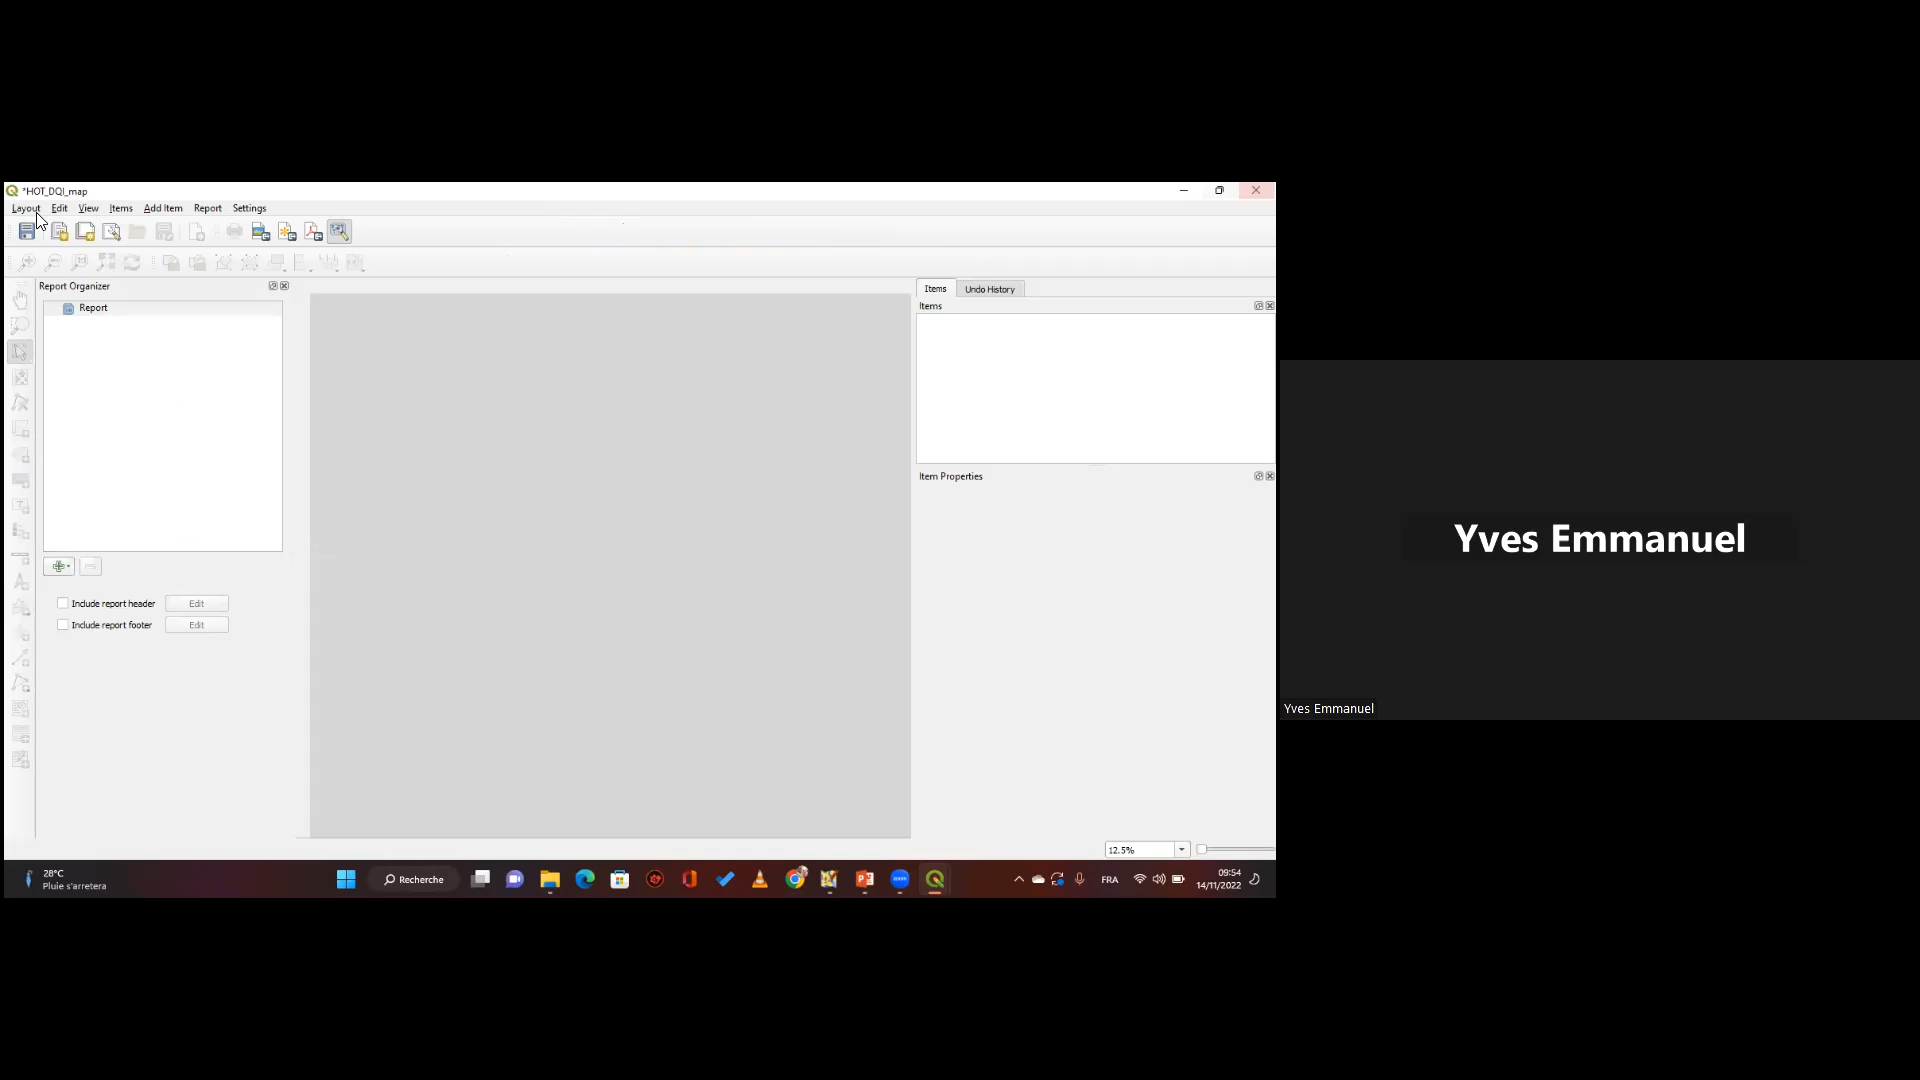 *HOT_DQI_map
Layout Edit View Items Add Item Report Settings
Report Organizer
Report
Include report header Edit
Include report footer Edit
Items Undo History
Items
Item Properties
12.5%
28°C
Pluie s'arretera
Recherche
zoom
FRA
09:54
14/11/2022
Yves Emmanuel
Yves Emmanuel